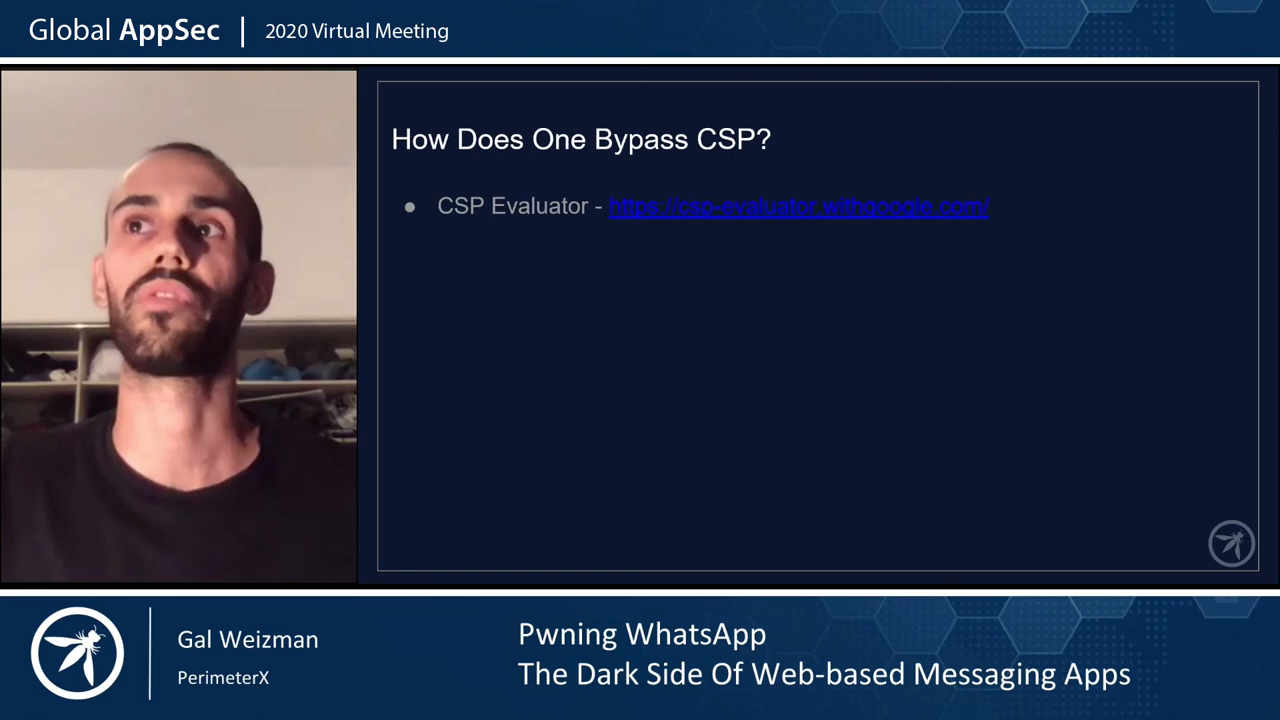 Global AppSec | 2020 Virtual Meeting
How Does One Bypass CSP?
● CSP Evaluator - https://csp-evaluator.withgoogle.com/
Gal Weizman
PerimeterX
Pwning WhatsApp
The Dark Side Of Web-based Messaging Apps